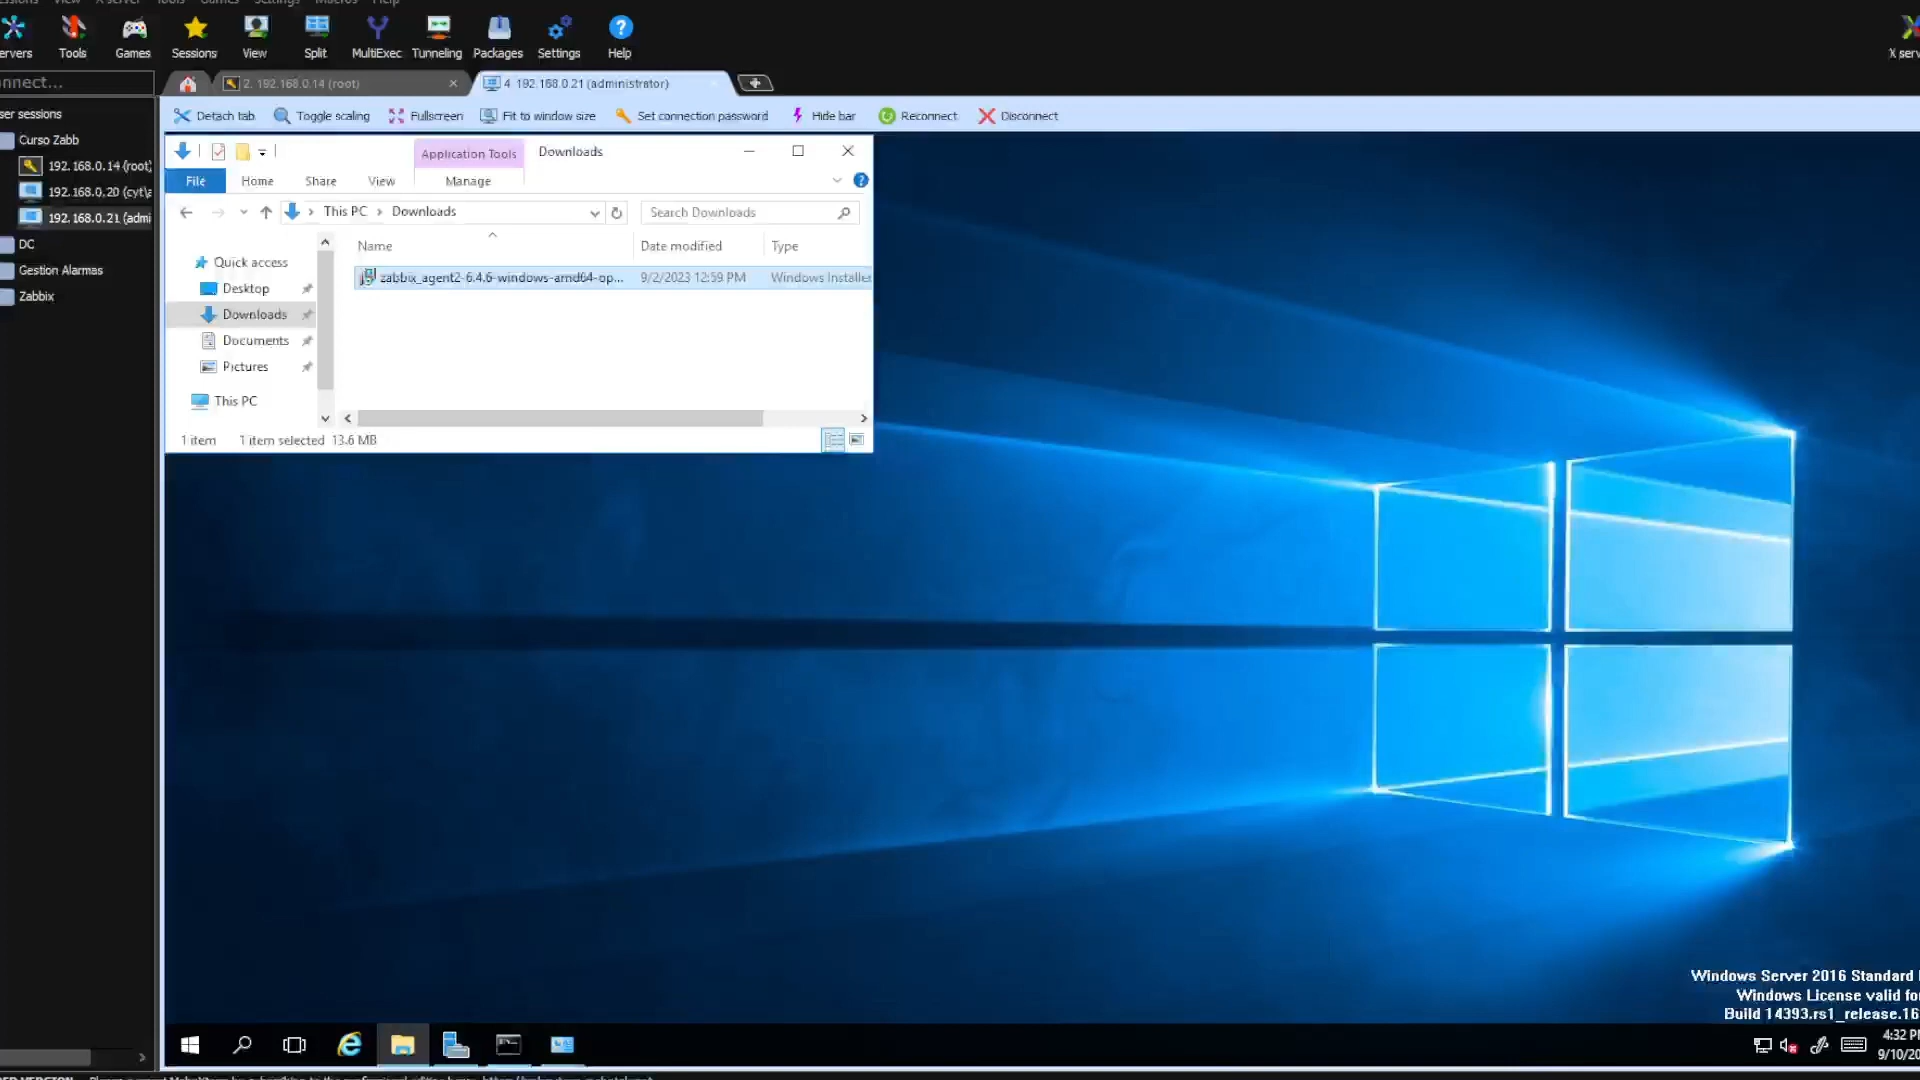 Servers Tools Games Sessions View Split MultiExec Tunneling Packages Settings Help
2. 192.168.0.14 (root)
4. 192.168.0.21 (administrator)
Detach tab Toggle scaling Fullscreen Fit to window size Set connection password Hide bar Reconnect Disconnect
Curso Zabb
192.168.0.14 (root)
192.168.0.20 (cyt\a
192.168.0.21 (admi
DC
Gestion Alarmas
Zabbix
Application Tools Downloads
File Home Share View Manage
This PC Downloads
Search Downloads
Name Date modified Type
zabbix_agent2-6.4.6-windows-amd64-op... 9/2/2023 12:59 PM Windows Installer
Quick access
Desktop
Downloads
Documents
Pictures
This PC
1 item 1 item selected 13.6 MB
Windows Server 2016 Standard
Windows License valid for
Build 14393.rs1_release.16
4:32 P
9/10/20